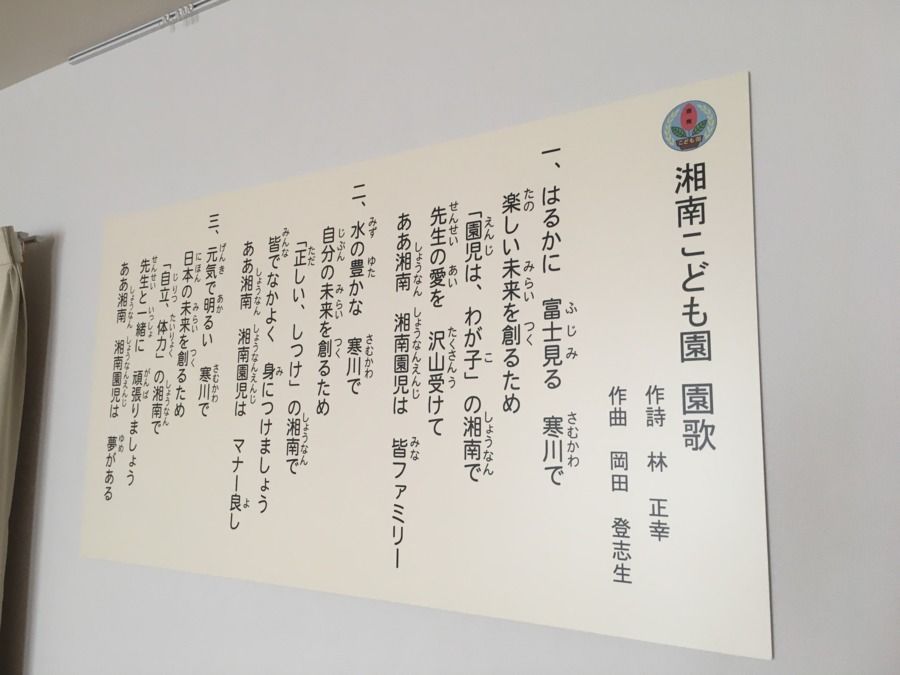 湘南こども園 園歌
作詩 林 正幸
作曲 岡田 登志生
一、はるかに 富士見る 寒川で
楽しい未来を創るため
「園児は、わが子」の湘南で
先生の愛を 沢山受けて
ああ湘南 湘南園児は 皆ファミリー
二、水の豊かな 寒川で
自分の未来を創るため
「正しい、しつけ」の湘南で
皆でなかよく 身につけましょう
ああ湘南 湘南園児は マナー良し
三、元気で明るい 寒川で
日本の未来を創るため
「自立、体力」の湘南で
先生と一緒に 頑張りましょう
ああ湘南 湘南園児は 夢がある